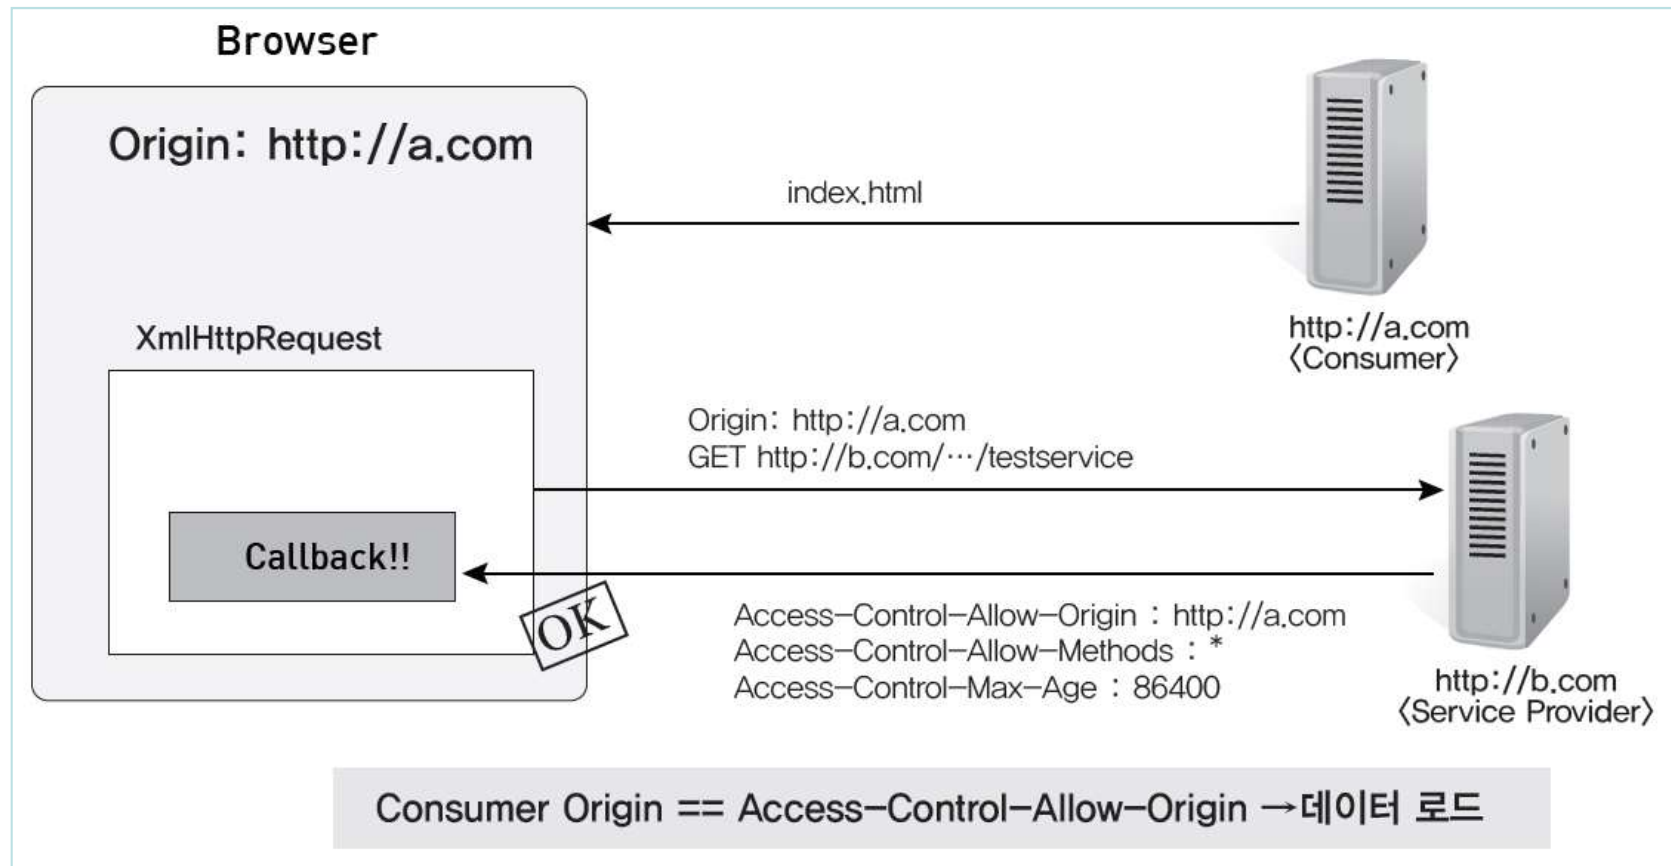 Browser
Origin: http://a.com
index.html
http://a.com
〈Consumer〉
XmlHttpRequest
Origin: http://a.com
GET http://b.com/…/testservice
Callback!!
OK
Access-Control-Allow-Origin : http://a.com
Access-Control-Allow-Methods : *
Access-Control-Max-Age : 86400
http://b.com
〈Service Provider〉
Consumer Origin == Access-Control-Allow-Origin →데이터 로드